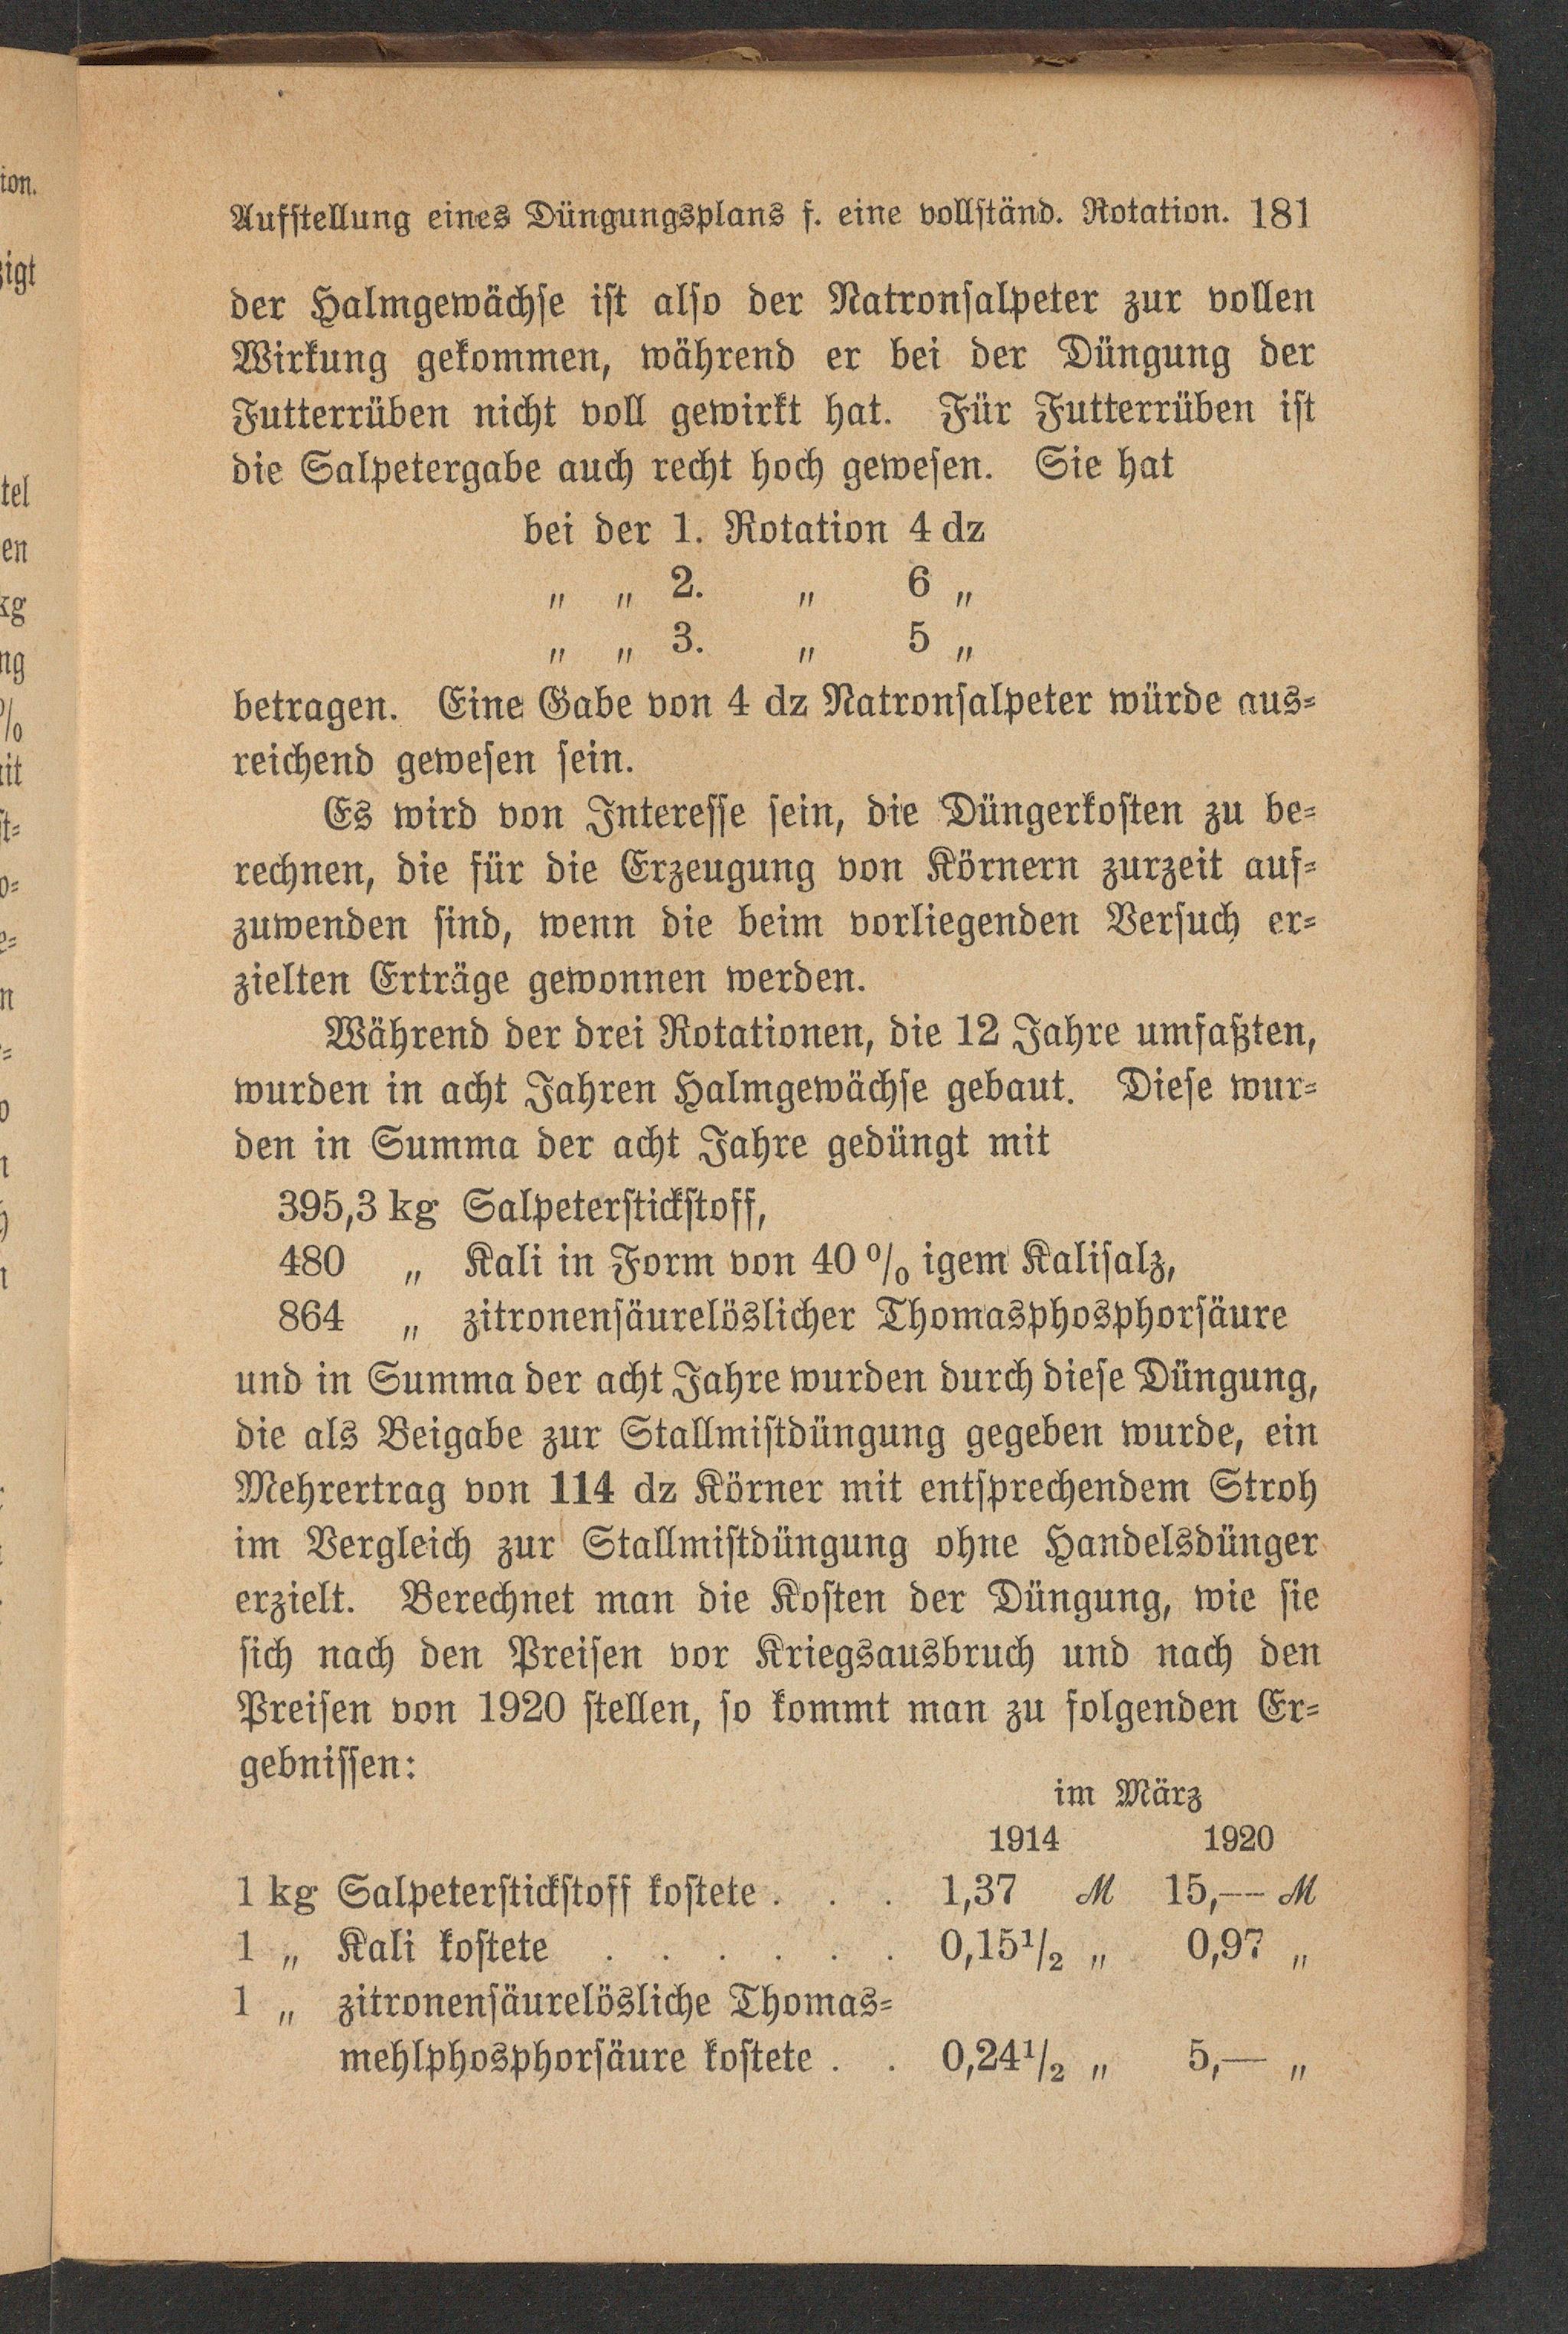 Aufstellung eines Düngungsplans f. eine vollständ. Rotation. 181
der Halmgewächse ist also der Natronsalpeter zur vollen
Wirkung gekommen, während er bei der Düngung der
Futterrüben nicht voll gewirkt hat. Für Futterrüben ist
die Salpetergabe auch recht hoch gewesen. Sie hat
bei der 1. Rotation 4 dz
„ „ 2. „ 6 „
„ „ 3. „ 5 „
betragen. Eine Gabe von 4 dz Natronsalpeter würde aus-
reichend gewesen sein.
Es wird von Interesse sein, die Düngerkosten zu be-
rechnen, die für die Erzeugung von Körnern zurzeit auf-
zuwenden sind, wenn die beim vorliegenden Versuch er-
zielten Erträge gewonnen werden.
Während der drei Rotationen, die 12 Jahre umfaßten,
wurden in acht Jahren Halmgewächse gebaut. Diese wur-
den in Summa der acht Jahre gedüngt mit
395,3 kg Salpeterstickstoff,
480 „ Kali in Form von 40 % igem Kalisalz,
864 „ zitronensäurelöslicher Thomasphosphorsäure
und in Summa der acht Jahre wurden durch diese Düngung,
die als Beigabe zur Stallmistdüngung gegeben wurde, ein
Mehrertrag von 114 dz Körner mit entsprechendem Stroh
im Vergleich zur Stallmistdüngung ohne Handelsdünger
erzielt. Berechnet man die Kosten der Düngung, wie sie
sich nach den Preisen vor Kriegsausbruch und nach den
Preisen von 1920 stellen, so kommt man zu folgenden Er-
gebnissen:
im März
1914 1920
1 kg Salpeterstickstoff kostete . . . 1,37 ℳ 15,— ℳ
1 „ Kali kostete . . . . . . 0,15½ „ 0,97 „
1 „ zitronensäurelösliche Thomas-
mehlphosphorsäure kostete . . 0,24½ „ 5,— „